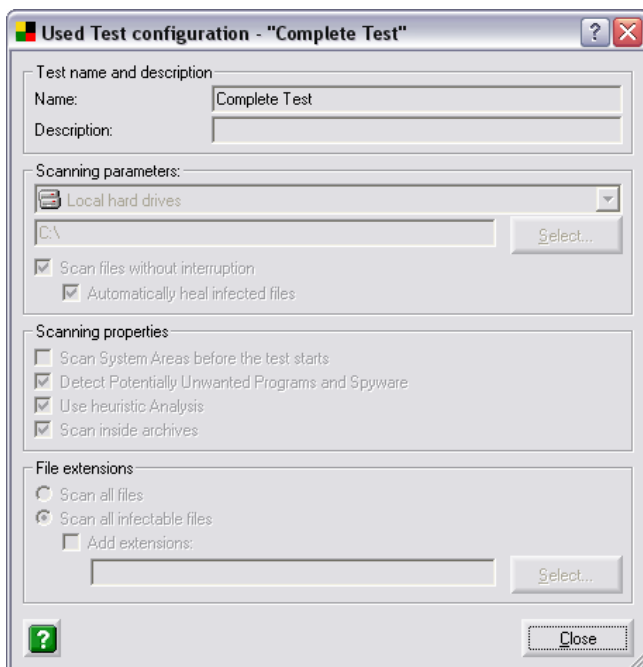 Used Test configuration - "Complete Test"
Test name and description
Name: Complete Test
Description:
Scanning parameters:
Local hard drives
C:\ Select...
Scan files without interruption
Automatically heal infected files
Scanning properties
Scan System Areas before the test starts
Detect Potentially Unwanted Programs and Spyware
Use heuristic Analysis
Scan inside archives
File extensions
Scan all files
Scan all infectable files
Add extensions:
Select...
Close